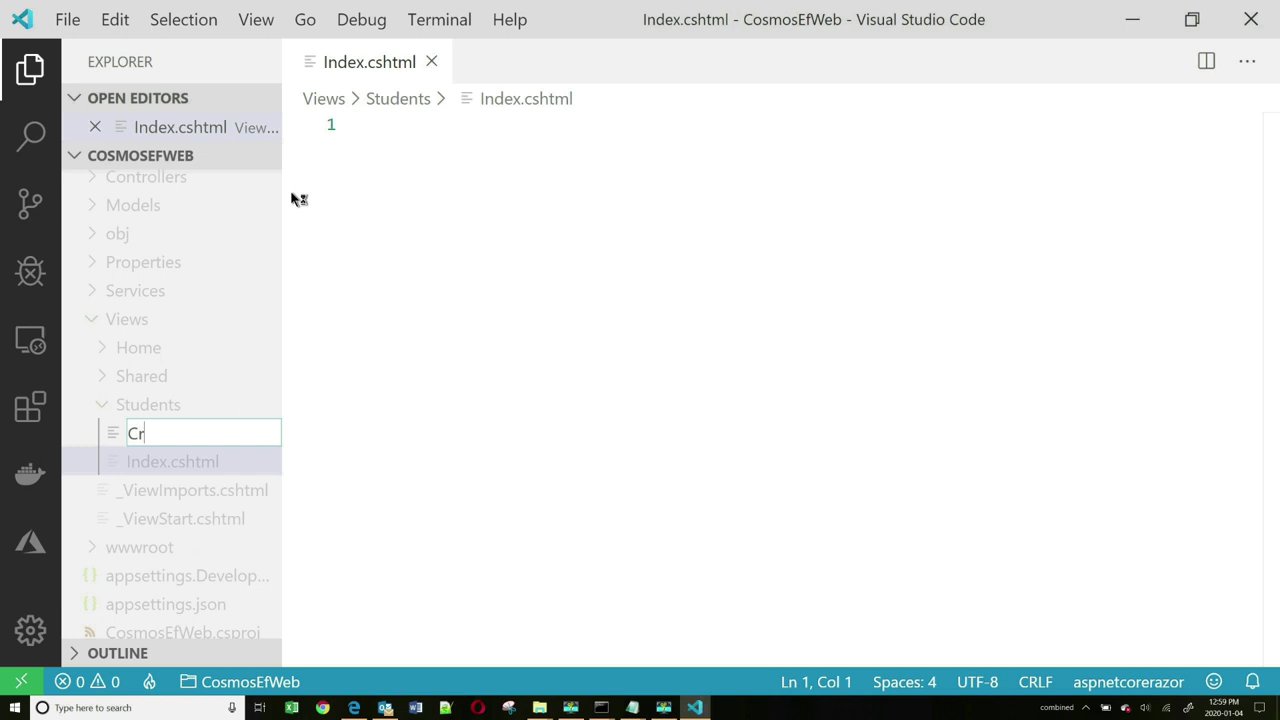 File Edit Selection View Go Debug Terminal Help
Index.cshtml - CosmosEfWeb - Visual Studio Code
EXPLORER
Index.cshtml
OPEN EDITORS
Views Students Index.cshtml
Index.cshtml View...
1
COSMOSEFWEB
Controllers
Models
obj
Properties
Services
Views
Home
Shared
Students
Cr
Index.cshtml
_ViewImports.cshtml
_ViewStart.cshtml
wwwroot
appsettings.Develop...
appsettings.json
CosmosEfWeb.csproj
OUTLINE
0 0 CosmosEfWeb
Ln 1, Col 1 Spaces: 4 UTF-8 CRLF aspnetcorerazor
Type here to search
combined
12:59 PM
2020-01-04